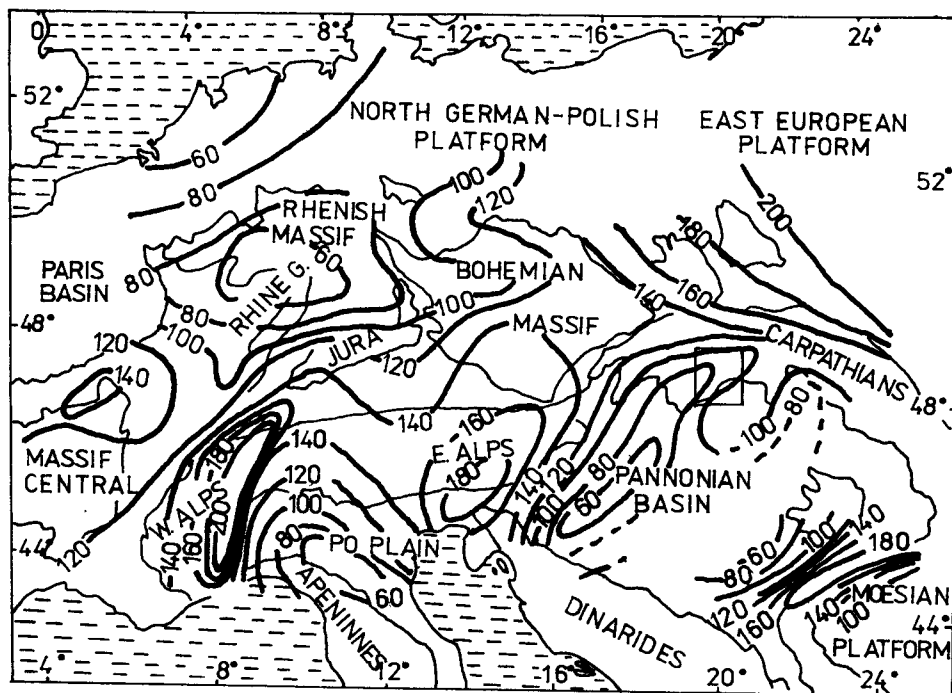 0 4° 8° 12° 16° 20° 24°
52°
NORTH GERMAN-POLISH
PLATFORM
EAST EUROPEAN
PLATFORM
60
80
100
120
200
52°
RHENISH
MASSIF
180
PARIS
BASIN
80
60
RHINE G.
BOHEMIAN
140
160
48°
80
100
100
JURA
MASSIF
120
CARPATHIANS
120
140
48°
140
160
80
100
MASSIF
CENTRAL
180
140
E. ALPS
180
140
120
100
80
60
PANNONIAN
BASIN
W. ALPS
200
120
100
80
PO PLAIN
44°
120
140
160
60
APENINNES
DINARIDES
60
80
100
140
180
120
160
140
100
MOESIAN
PLATFORM
44°
4° 8° 12° 16° 20° 24°